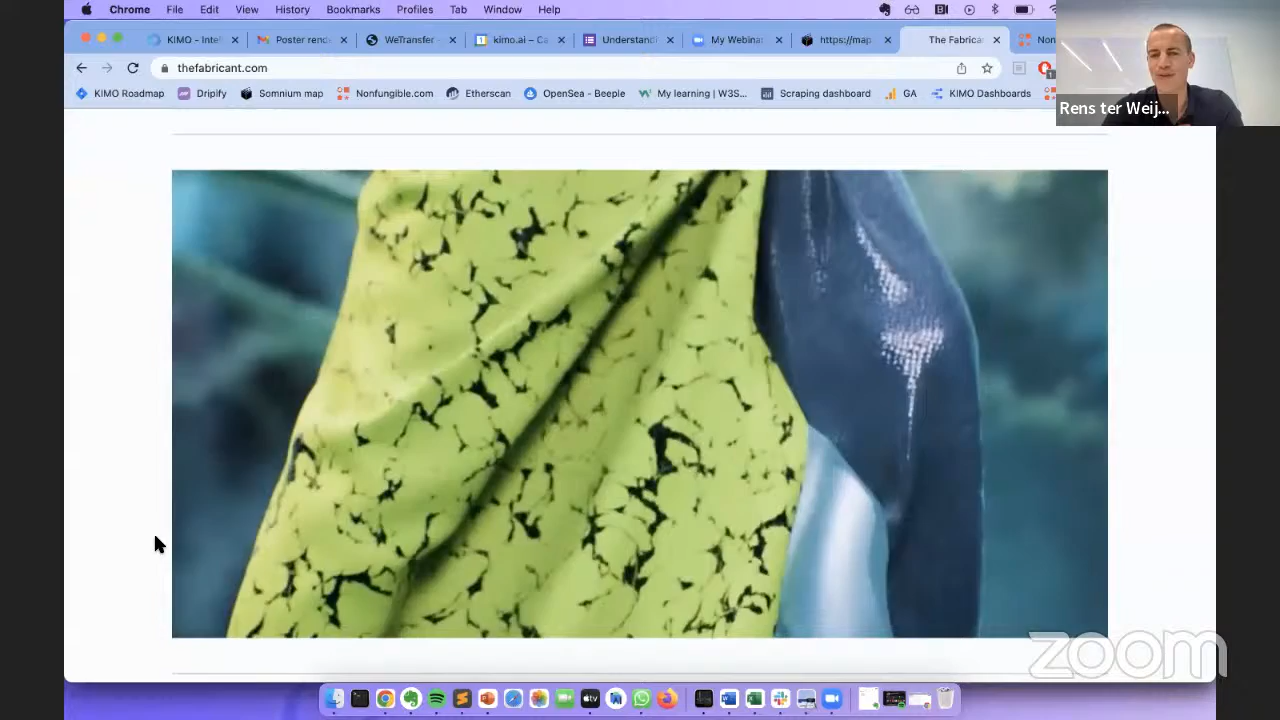 Chrome File Edit View History Bookmarks Profiles Tab Window Help
KIMO - Inte Poster rend WeTransfer - kimo.ai – Ca Understandi My Webinar https://map The Fabrica Non
thefabricant.com
KIMO Roadmap Dripify Somnium map Nonfungible.com Etherscan OpenSea - Beeple My learning | W3S... Scraping dashboard GA KIMO Dashboards
Rens ter Weij...
zoom